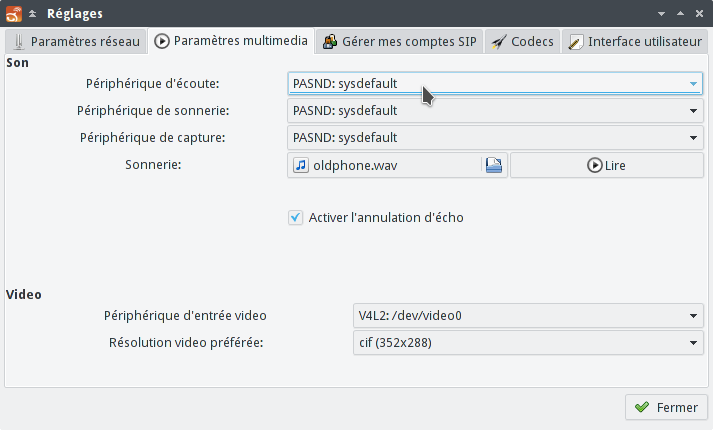 Réglages
Paramètres réseau Paramètres multimedia Gérer mes comptes SIP Codecs Interface utilisateur
Son
Périphérique d'écoute: PASND: sysdefault
Périphérique de sonnerie: PASND: sysdefault
Périphérique de capture: PASND: sysdefault
Sonnerie: oldphone.wav Lire
Activer l'annulation d'écho
Video
Périphérique d'entrée video V4L2: /dev/video0
Résolution video préférée: cif (352x288)
Fermer